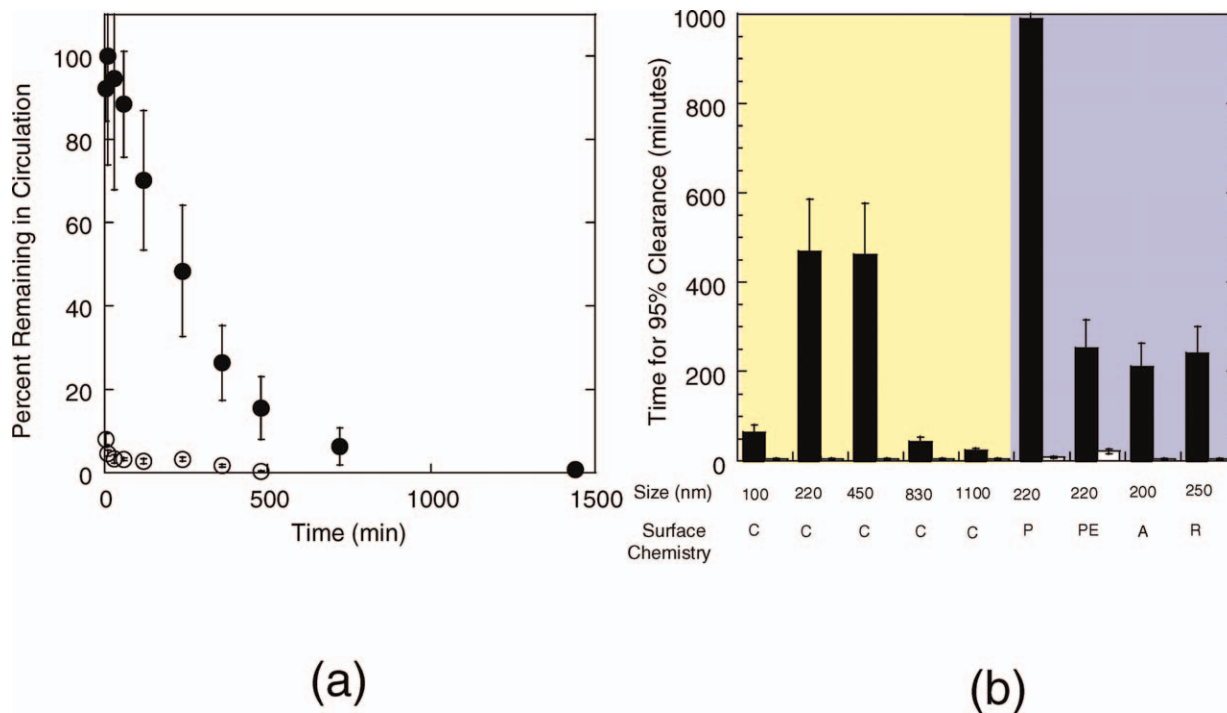 Percent Remaining in Circulation
100
80
60
40
20
0
0 500 1000 1500
Time (min)
(a)
Time for 95% Clearance (minutes)
1000
800
600
400
200
0
Size (nm) 100 220 450 830 1100 220 220 200 250
Surface Chemistry C C C C C P PE A R
(b)